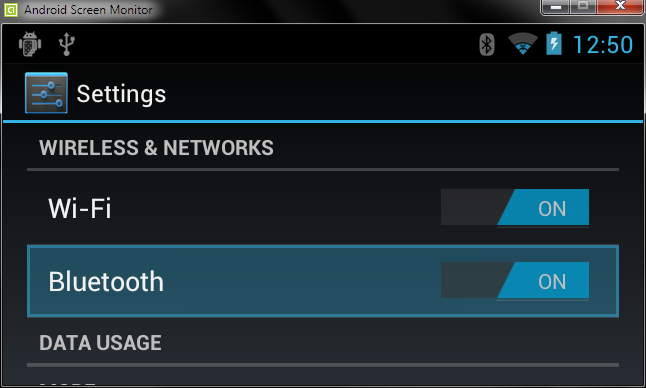 Android Screen Monitor
12:50
Settings
WIRELESS & NETWORKS
Wi-Fi
ON
Bluetooth
ON
DATA USAGE